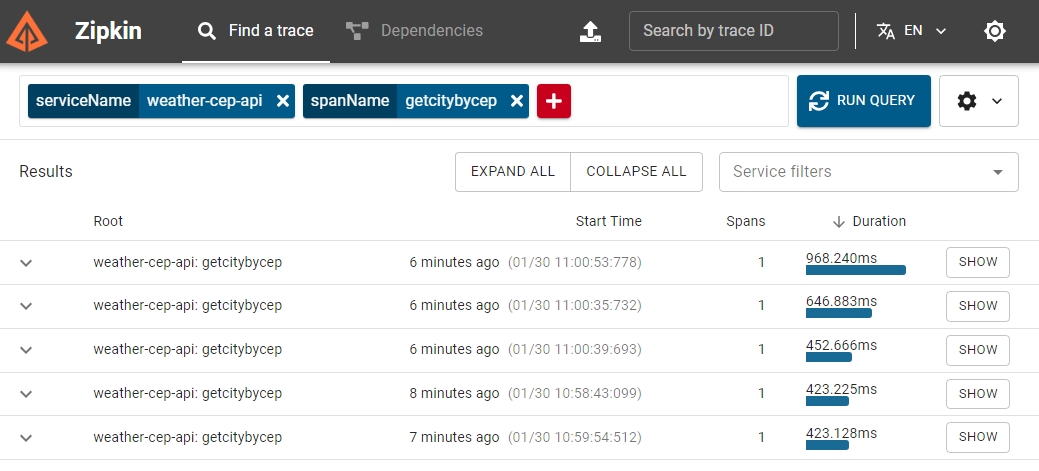 Zipkin Find a trace Dependencies Search by trace ID EN
serviceName weather-cep-api spanName getcitybycep RUN QUERY
Results EXPAND ALL COLLAPSE ALL Service filters
Root Start Time Spans Duration
weather-cep-api: getcitybycep 6 minutes ago (01/30 11:00:53:778) 1 968.240ms SHOW
weather-cep-api: getcitybycep 6 minutes ago (01/30 11:00:35:732) 1 646.883ms SHOW
weather-cep-api: getcitybycep 6 minutes ago (01/30 11:00:39:693) 1 452.666ms SHOW
weather-cep-api: getcitybycep 8 minutes ago (01/30 10:58:43:099) 1 423.225ms SHOW
weather-cep-api: getcitybycep 7 minutes ago (01/30 10:59:54:512) 1 423.128ms SHOW